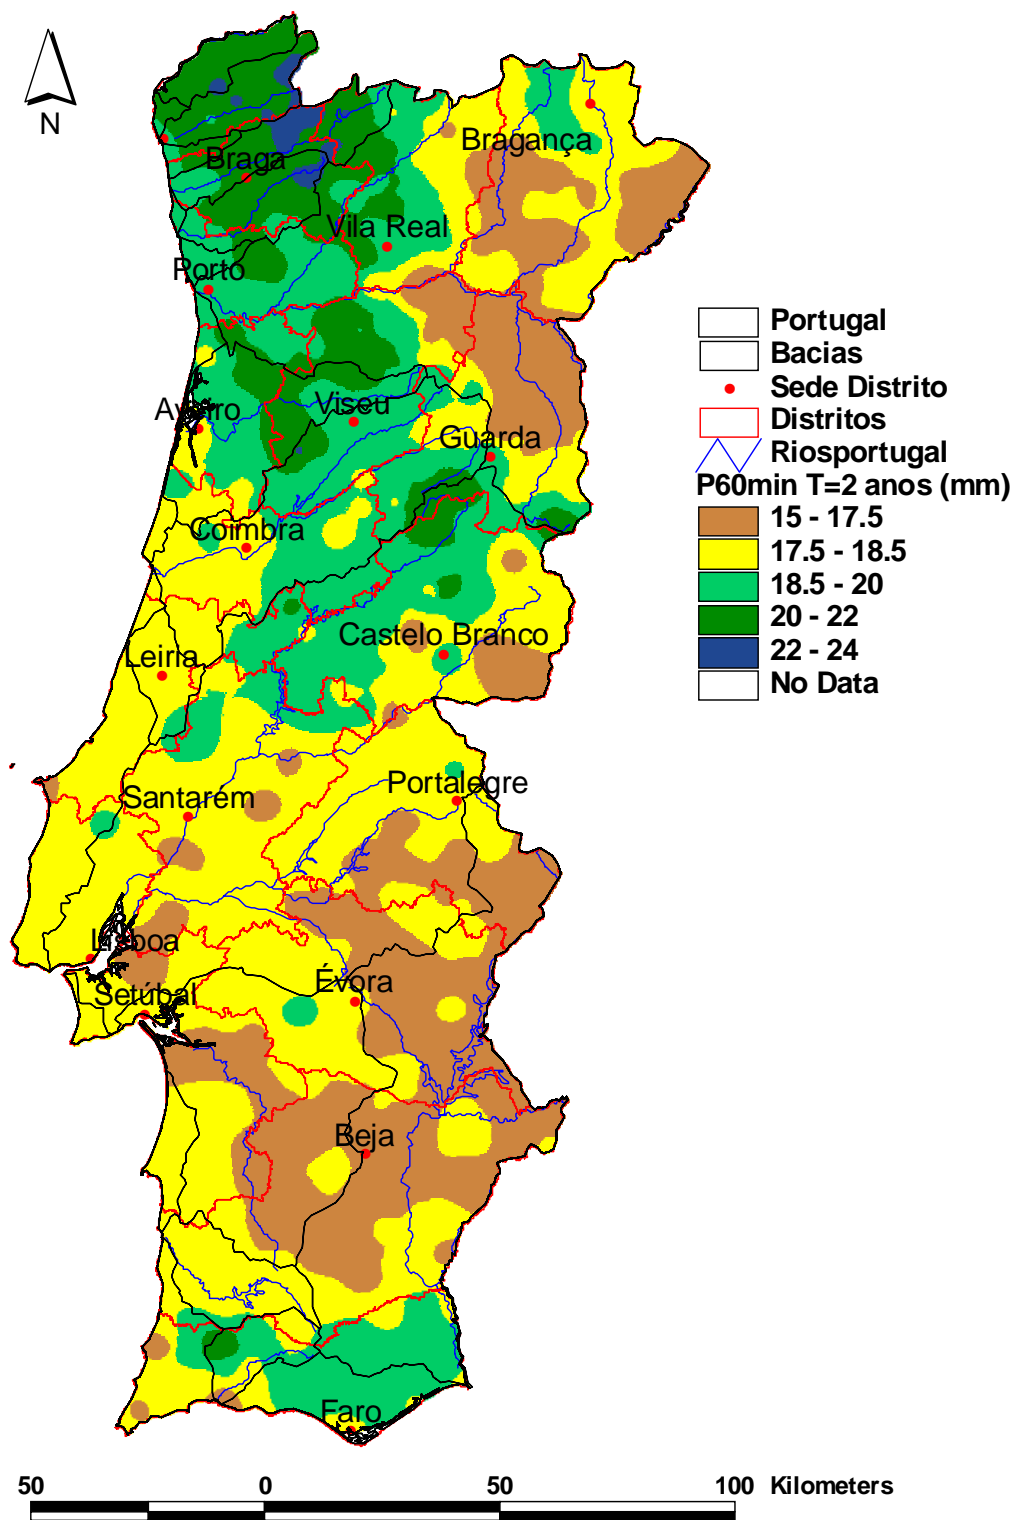 N
Bragança
Braga
Vila Real
Porto
Portugal
Bacias
Sede Distrito
Distritos
Riosportugal
P60min T=2 anos (mm)
15 - 17.5
17.5 - 18.5
18.5 - 20
20 - 22
22 - 24
No Data
Aveiro
Viseu
Guarda
Coimbra
Castelo Branco
Leiria
Portalegre
Santarém
Lisboa
Évora
Setúbal
Beja
Faro
50 0 50 100 Kilometers